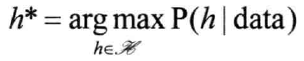 h* = arg max P(h | data)
h∈ℋ